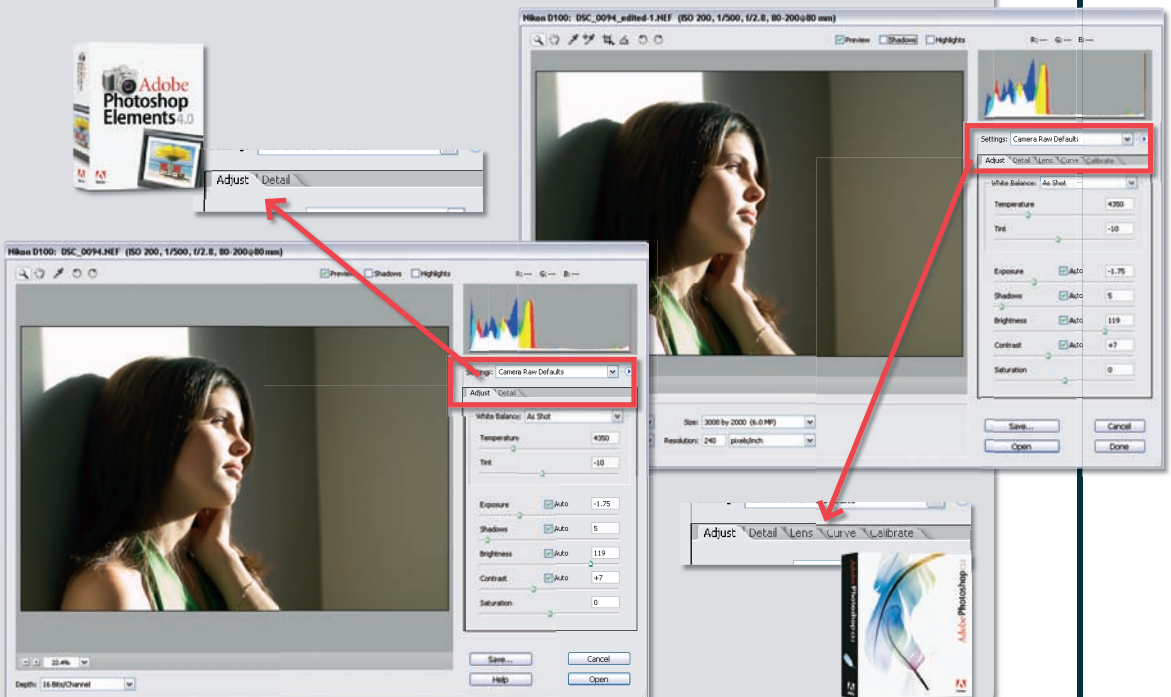 Nikon D100: DSC_0094_edited-1.NEF (ISO 200, 1/500, f/2.8, 80-200@80 mm)
Preview Shadows Highlights R:--- G:--- B:---
Settings: Camera Raw Defaults
Adjust Detail Lens Curve Calibrate
White Balance: As Shot
Temperature 4350
Tint -10
Exposure Auto -1.75
Shadows Auto 5
Brightness Auto 119
Contrast Auto +7
Saturation 0
Size: 3008 by 2000 (6.0 MP)
Resolution: 240 pixels/inch
Save... Cancel
Open Done
Adobe
Photoshop
Elements 4.0
Adjust Detail
Nikon D100: DSC_0094.NEF (ISO 200, 1/500, f/2.8, 80-200@80 mm)
Preview Shadows Highlights R:--- G:--- B:---
Settings: Camera Raw Defaults
Adjust Detail
White Balance: As Shot
Temperature 4350
Tint -10
Exposure Auto -1.75
Shadows Auto 5
Brightness Auto 119
Contrast Auto +7
Saturation 0
22.4%
Save... Cancel
Help Open
Depth: 16 Bits/Channel
Adjust Detail Lens Curve Calibrate
Adobe Photoshop CS2
Adobe Photoshop CS2